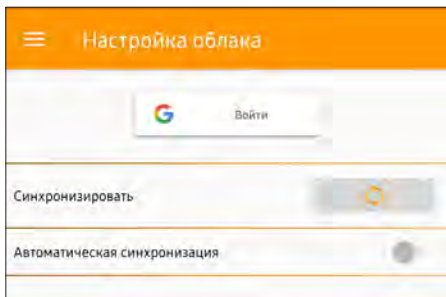 Настройка облака
Войти
Синхронизировать
Автоматическая синхронизация